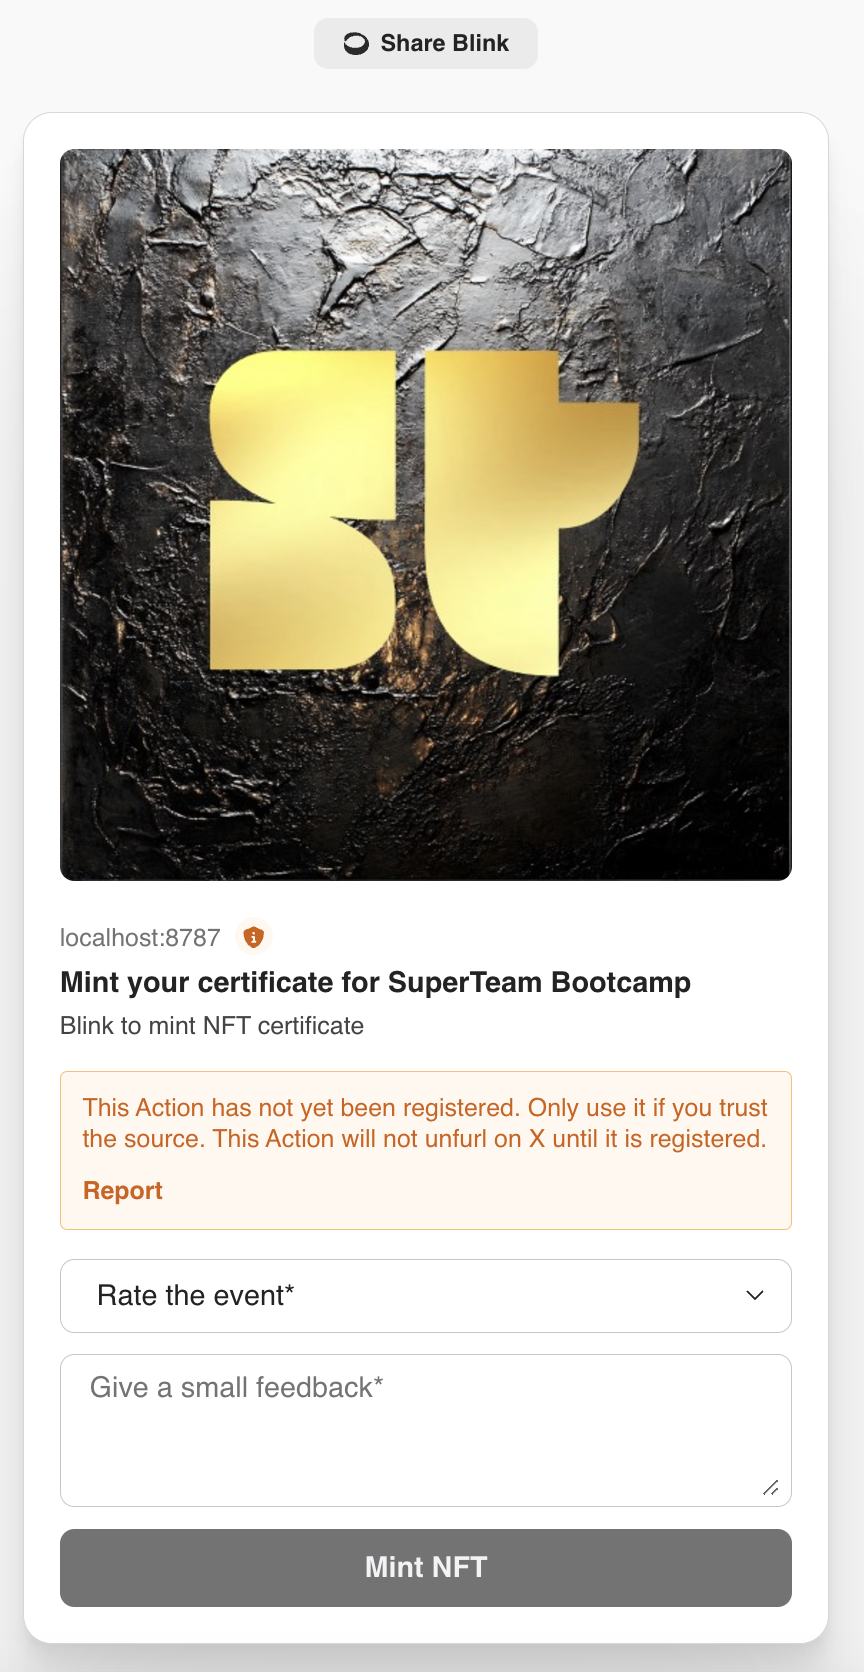 Share Blink
st
localhost:8787
Mint your certificate for SuperTeam Bootcamp
Blink to mint NFT certificate
This Action has not yet been registered. Only use it if you trust
the source. This Action will not unfurl on X until it is registered.
Report
Rate the event*
Give a small feedback*
Mint NFT